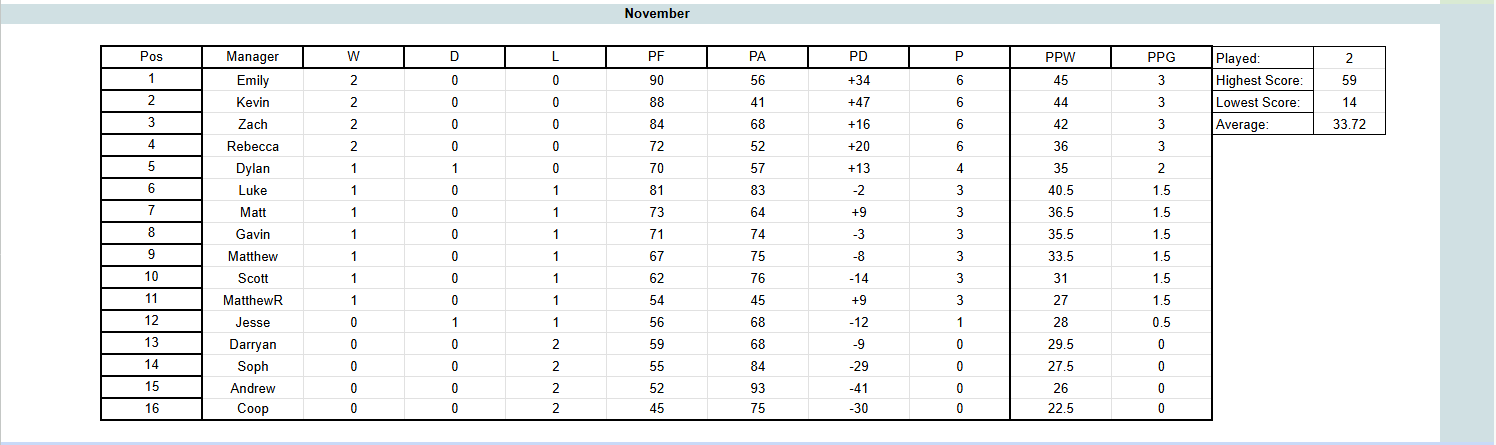 November
Pos Manager W D L PF PA PD P PPW PPG Played: 2
1 Emily 2 0 0 90 56 +34 6 45 3 Highest Score: 59
2 Kevin 2 0 0 88 41 +47 6 44 3 Lowest Score: 14
3 Zach 2 0 0 84 68 +16 6 42 3 Average: 33.72
4 Rebecca 2 0 0 72 52 +20 6 36 3
5 Dylan 1 1 0 70 57 +13 4 35 2
6 Luke 1 0 1 81 83 -2 3 40.5 1.5
7 Matt 1 0 1 73 64 +9 3 36.5 1.5
8 Gavin 1 0 1 71 74 -3 3 35.5 1.5
9 Matthew 1 0 1 67 75 -8 3 33.5 1.5
10 Scott 1 0 1 62 76 -14 3 31 1.5
11 MatthewR 1 0 1 54 45 +9 3 27 1.5
12 Jesse 0 1 1 56 68 -12 1 28 0.5
13 Darryan 0 0 2 59 68 -9 0 29.5 0
14 Soph 0 0 2 55 84 -29 0 27.5 0
15 Andrew 0 0 2 52 93 -41 0 26 0
16 Coop 0 0 2 45 75 -30 0 22.5 0